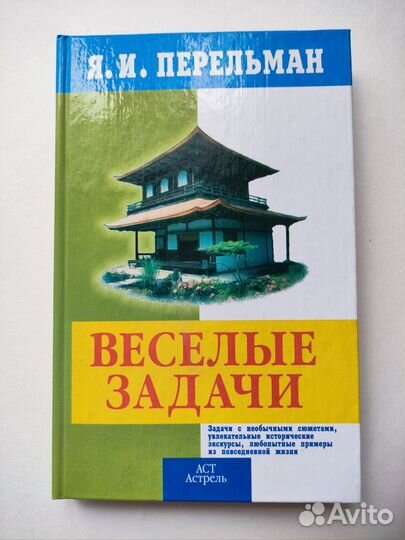 Я. И. ПЕРЕЛЬМАН
ВЕСЕЛЫЕ
ЗАДАЧИ
Задачи с необычными сюжетами,
увлекательные исторические
экскурсы, любопытные примеры
из повседневной жизни
АСТ
Астрель
Avito